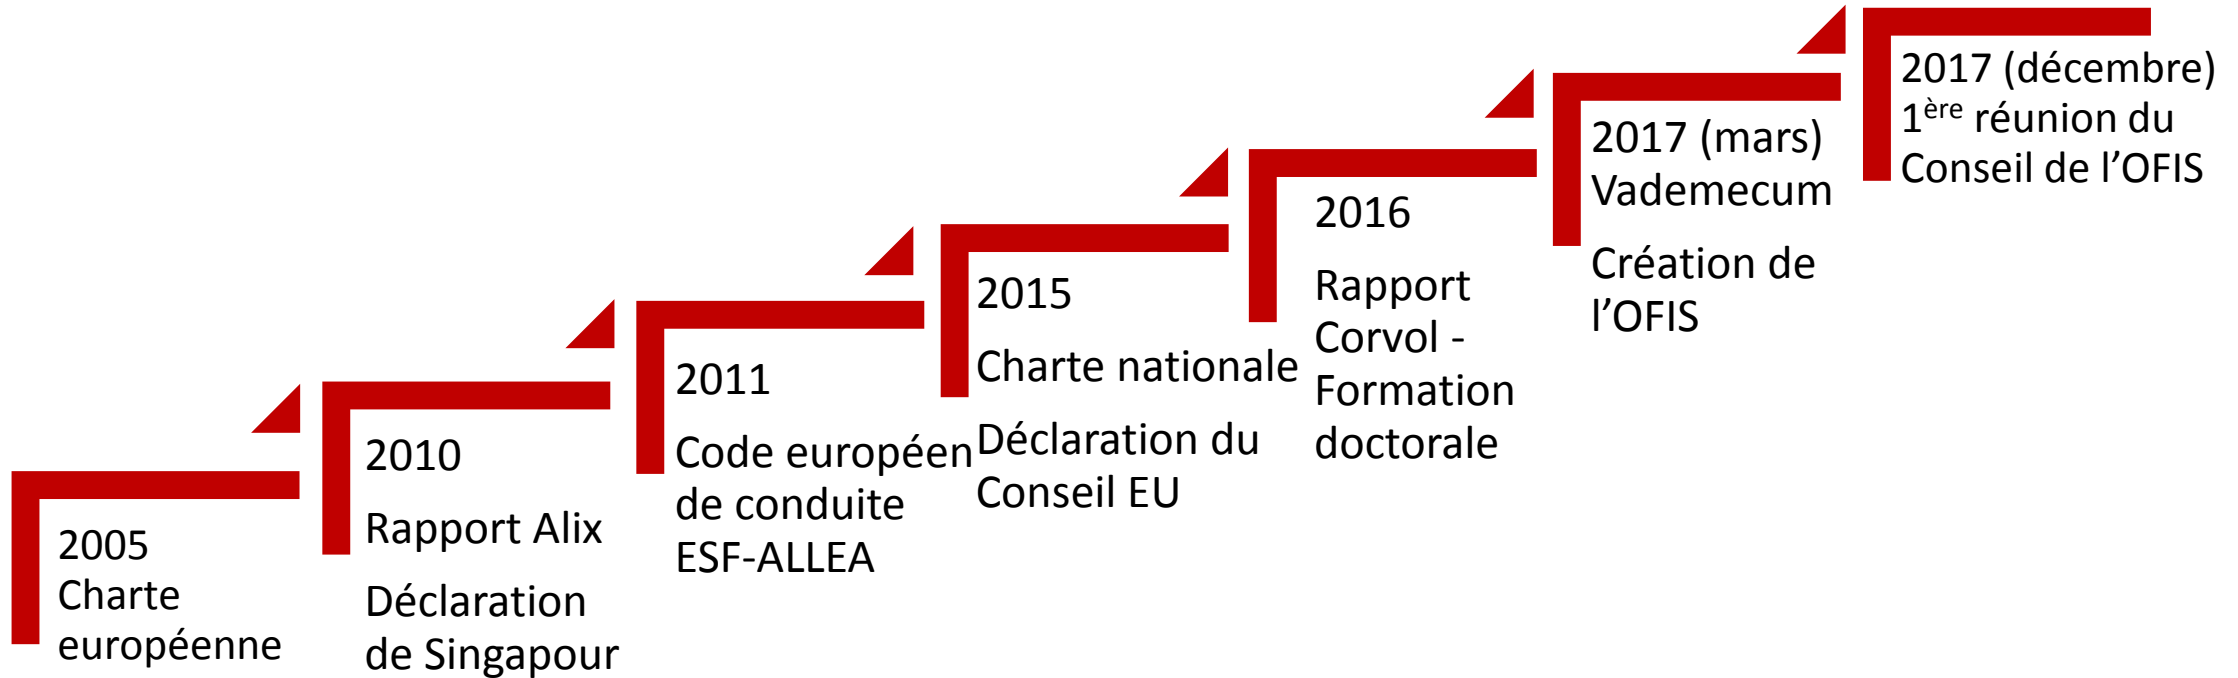 2005
Charte
européenne
2010
Rapport Alix
Déclaration
de Singapour
2011
Code européen
de conduite
ESF-ALLEA
2015
Charte nationale
Déclaration du
Conseil EU
2016
Rapport
Corvol -
Formation
doctorale
2017 (mars)
Vademecum
Création de
l’OFIS
2017 (décembre)
1ère réunion du
Conseil de l’OFIS